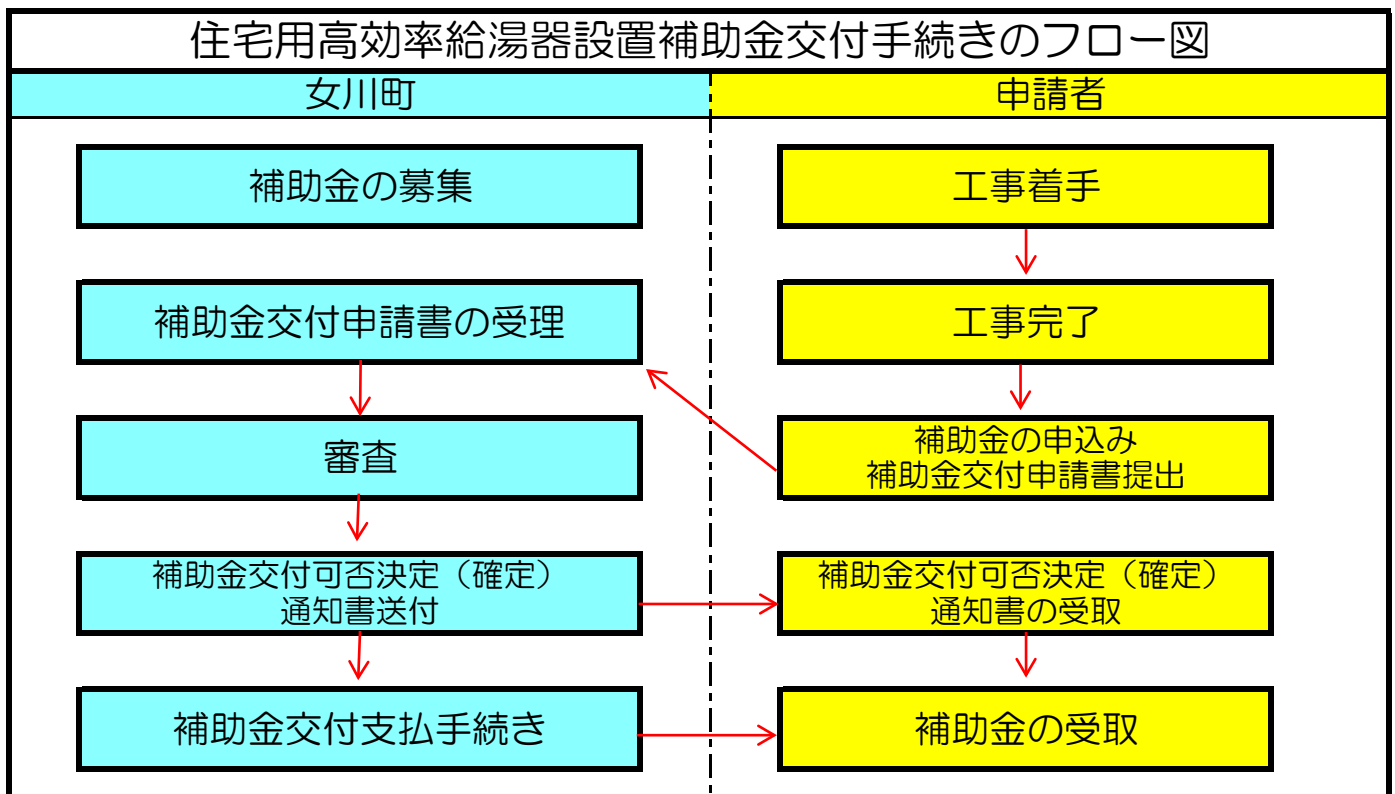 住宅用高効率給湯器設置補助金交付手続きのフロー図
女川町
申請者
補助金の募集
工事着手
補助金交付申請書の受理
工事完了
審査
補助金の申込み
補助金交付申請書提出
補助金交付可否決定（確定）
通知書送付
補助金交付可否決定（確定）
通知書の受取
補助金交付支払手続き
補助金の受取